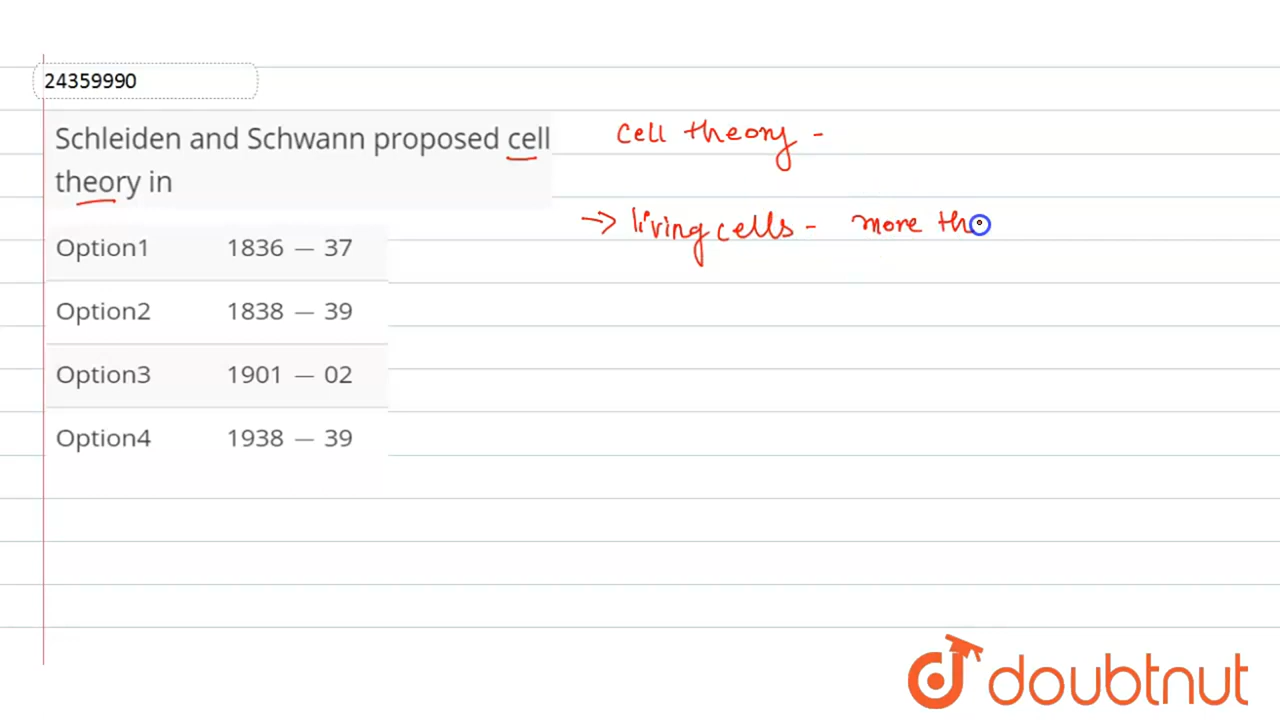 24359990
Schleiden and Schwann proposed cell
theory in
Option1 1836 — 37
Option2 1838 — 39
Option3 1901 — 02
Option4 1938 — 39
cell theory -
→ living cells - more th
doubtnut